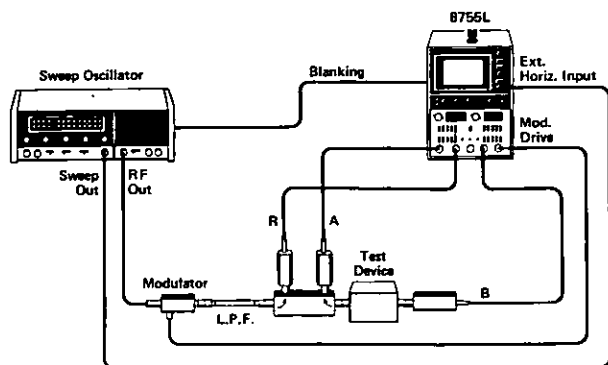 8755L
Sweep Oscillator
Blanking
Ext.
Horiz. Input
Mod.
Drive
Sweep
Out
RF
Out
R
A
Modulator
Test
Device
B
L.P.F.